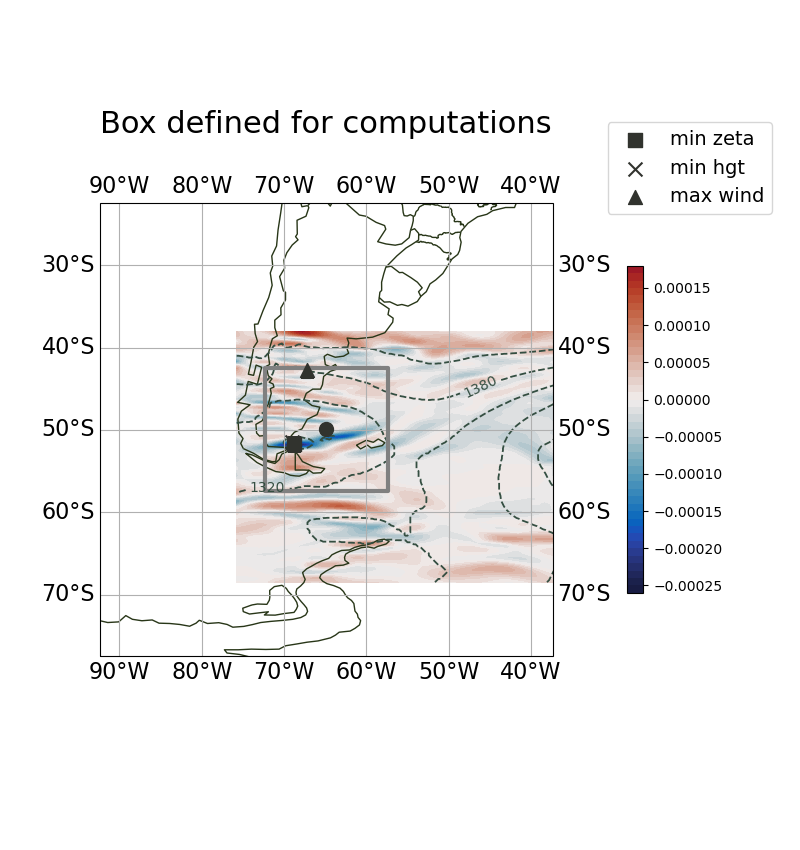 Box defined for computations
min zeta
min hgt
max wind
90°W 80°W 70°W 60°W 50°W 40°W
30°S 30°S
0.00015
40°S 40°S
0.00010
0.00005
1380
0.00000
50°S 50°S
−0.00005
−0.00010
1320
60°S 60°S
−0.00015
−0.00020
70°S 70°S
−0.00025
90°W 80°W 70°W 60°W 50°W 40°W